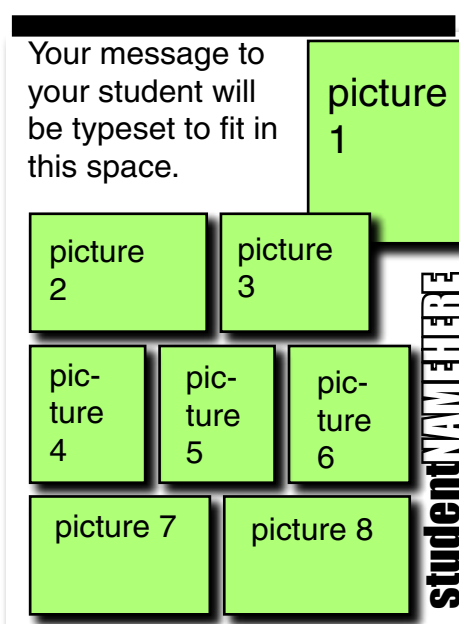 Your message to
your student will
be typeset to fit in
this space.
picture
1
picture
2
picture
3
pic-
ture
4
pic-
ture
5
pic-
ture
6
picture 7
picture 8
studentNAMEHERE